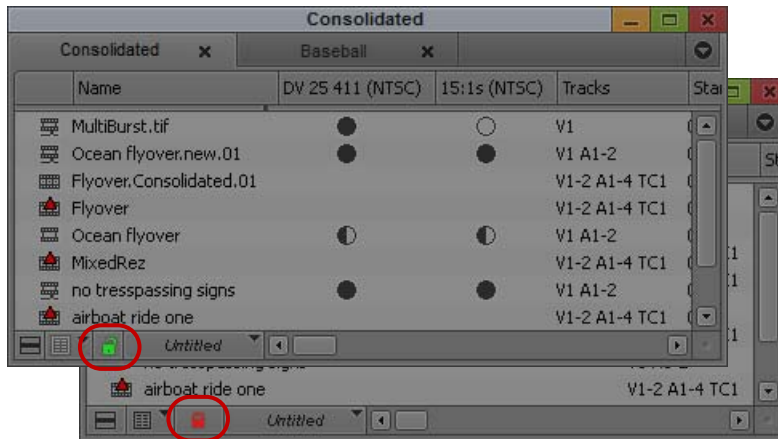 Consolidated
Consolidated Baseball
Name DV 25 411 (NTSC) 15:1s (NTSC) Tracks
MultiBurst.tif V1
Ocean flyover.new.01 V1 A1-2
Flyover.Consolidated.01 V1-2 A1-4 TC1
Flyover V1-2 A1-4 TC1
Ocean flyover V1 A1-2
MixedRez V1-2 A1-4 TC1
no tresspassing signs V1 A1-2
airboat ride one V1-2 A1-4 TC1
Untitled
airboat ride one V1-2 A1-4 TC1
Untitled